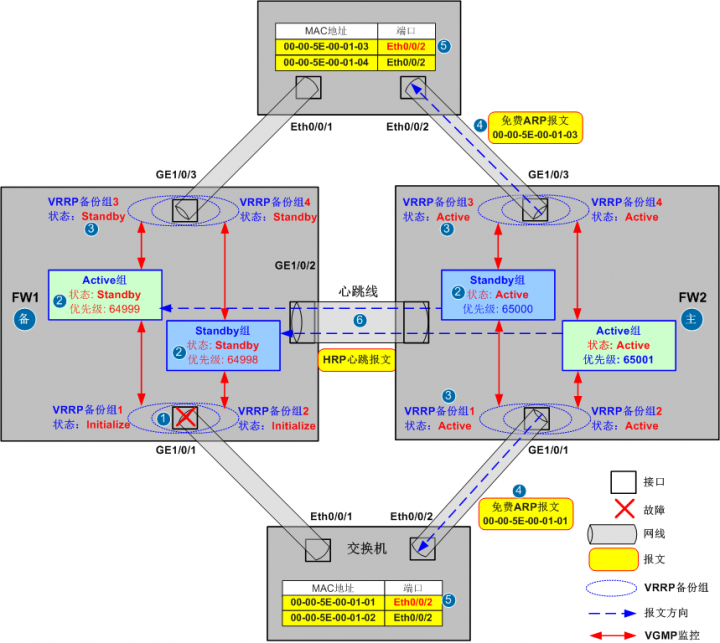 MAC地址 端口
00-00-5E-00-01-03 Eth0/0/2
00-00-5E-00-01-04 Eth0/0/2
5
Eth0/0/1 Eth0/0/2
4
免费ARP报文
00-00-5E-00-01-03
GE1/0/3 GE1/0/3
VRRP备份组3 VRRP备份组4 VRRP备份组3 VRRP备份组4
状态：Standby 状态：Standby 状态：Active 状态：Active
3 3
GE1/0/2
Active组 心跳线 Standby组
2 状态: Standby 2 状态: Active
优先级: 64999 优先级: 65000
FW1 FW2
备 6 主
Standby组 Active组
2 状态: Standby 状态: Active
优先级: 64998 优先级: 65001
HRP心跳报文
3
VRRP备份组1 VRRP备份组2 VRRP备份组1 VRRP备份组2
状态：Initialize 1 状态：Initialize 状态：Active 状态：Active
GE1/0/1 GE1/0/1
4
免费ARP报文
00-00-5E-00-01-01
Eth0/0/1 Eth0/0/2
交换机
MAC地址 端口
00-00-5E-00-01-01 Eth0/0/2
00-00-5E-00-01-02 Eth0/0/2
5
接口
故障
网线
报文
VRRP备份组
报文方向
VGMP监控